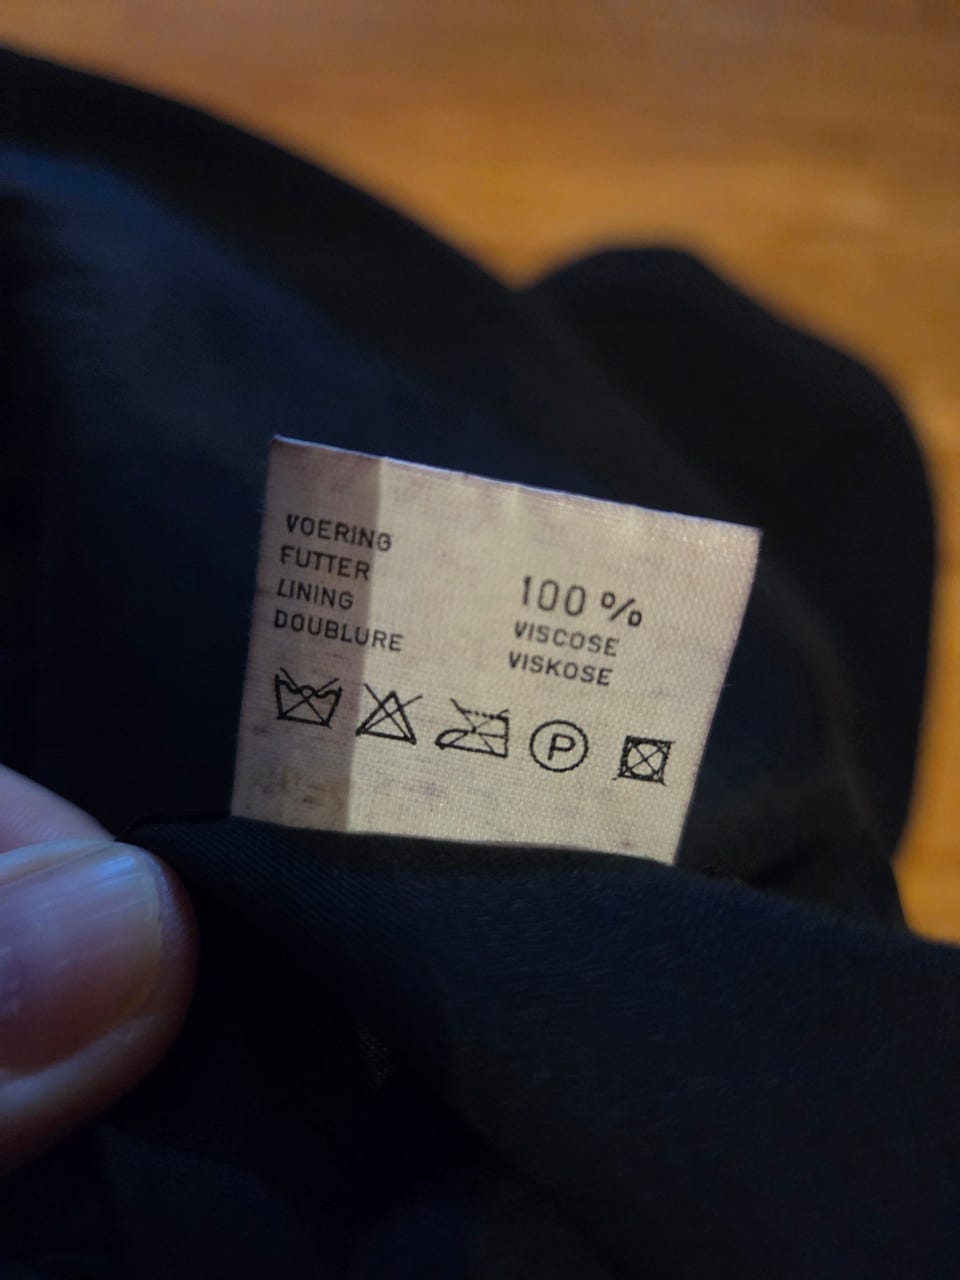 VOERING
FUTTER
LINING
DOUBLURE
100 %
VISCOSE
VISKOSE
P